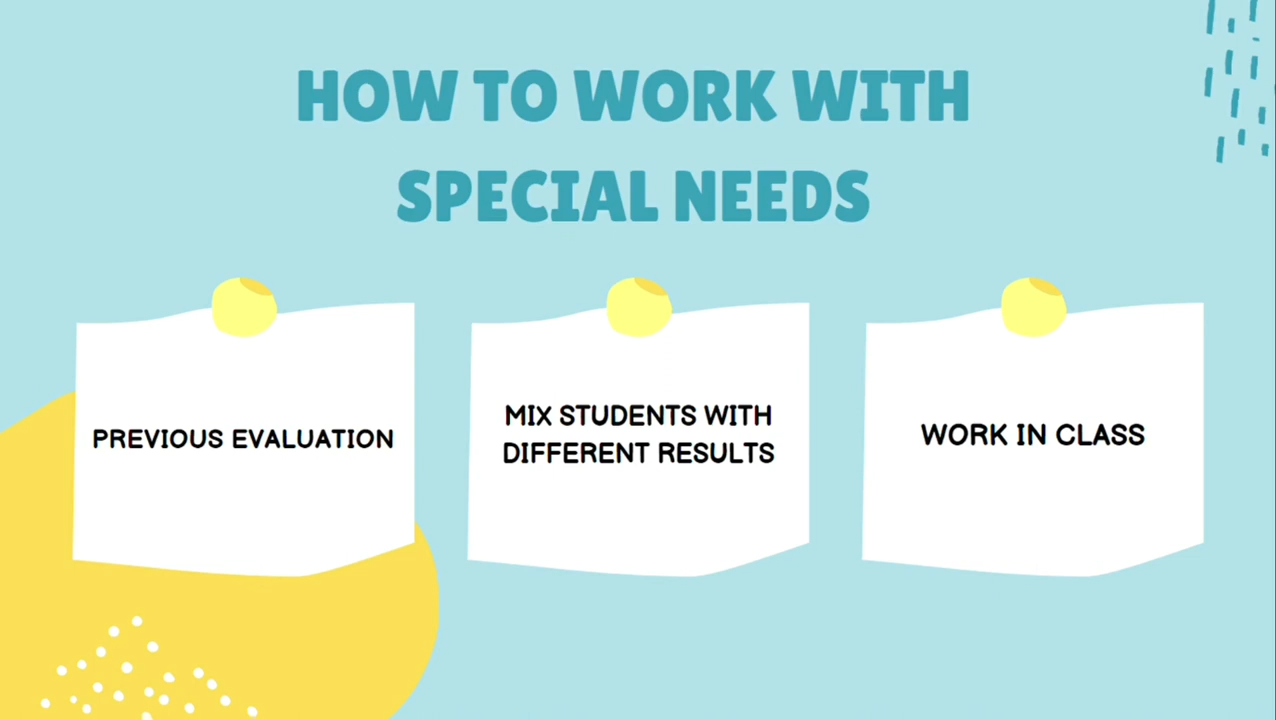 HOW TO WORK WITH
SPECIAL NEEDS
PREVIOUS EVALUATION
MIX STUDENTS WITH
DIFFERENT RESULTS
WORK IN CLASS